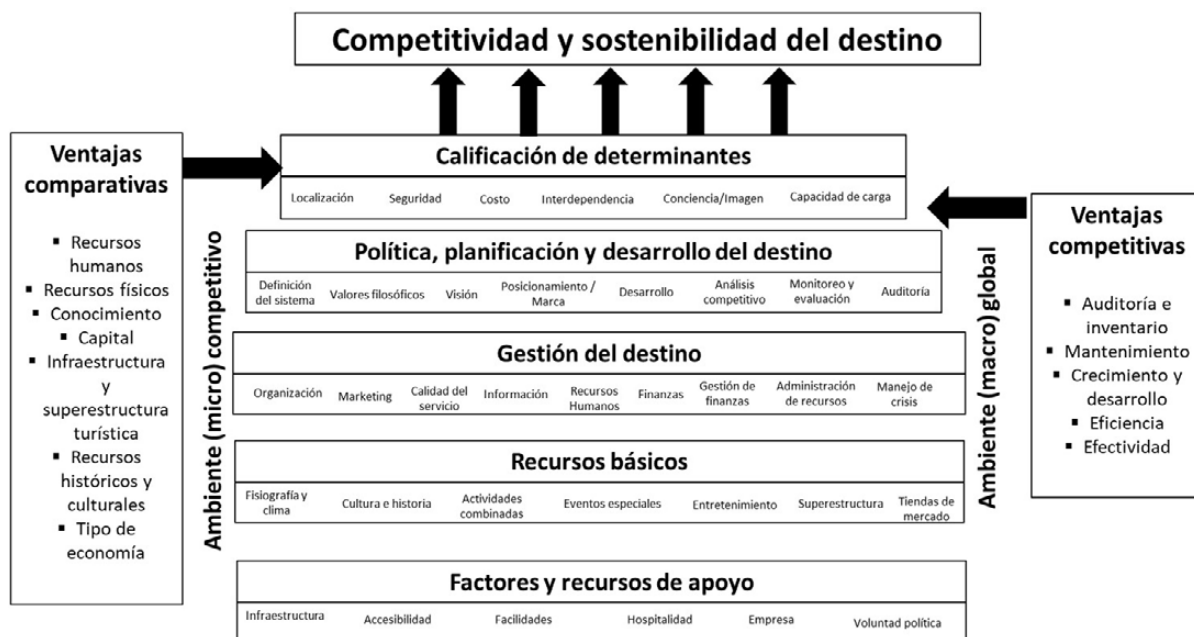 Competitividad y sostenibilidad del destino
Ventajas
comparativas
▪ Recursos
humanos
▪ Recursos físicos
▪ Conocimiento
▪ Capital
▪ Infraestructura
y
superestructura
turística
▪ Recursos
históricos y
culturales
▪ Tipo de
economía
Ambiente (micro) competitivo
Calificación de determinantes
Localización Seguridad Costo Interdependencia Conciencia/Imagen Capacidad de carga
Política, planificación y desarrollo del destino
Definición
del sistema
Valores filosóficos
Visión
Posicionamiento /
Marca
Desarrollo
Análisis
competitivo
Monitoreo y
evaluación
Auditoría
Gestión del destino
Organización
Marketing
Calidad del
servicio
Información
Recursos
Humanos
Finanzas
Gestión de
finanzas
Administración
de recursos
Manejo de
crisis
Recursos básicos
Fisiografía y
clima
Cultura e historia
Actividades
combinadas
Eventos especiales
Entretenimiento
Superestructura
Tiendas de
mercado
Factores y recursos de apoyo
Infraestructura Accesibilidad Facilidades Hospitalidad Empresa Voluntad política
Ambiente (macro) global
Ventajas
competitivas
▪ Auditoría e
inventario
▪ Mantenimiento
▪ Crecimiento y
desarrollo
▪ Eficiencia
▪ Efectividad